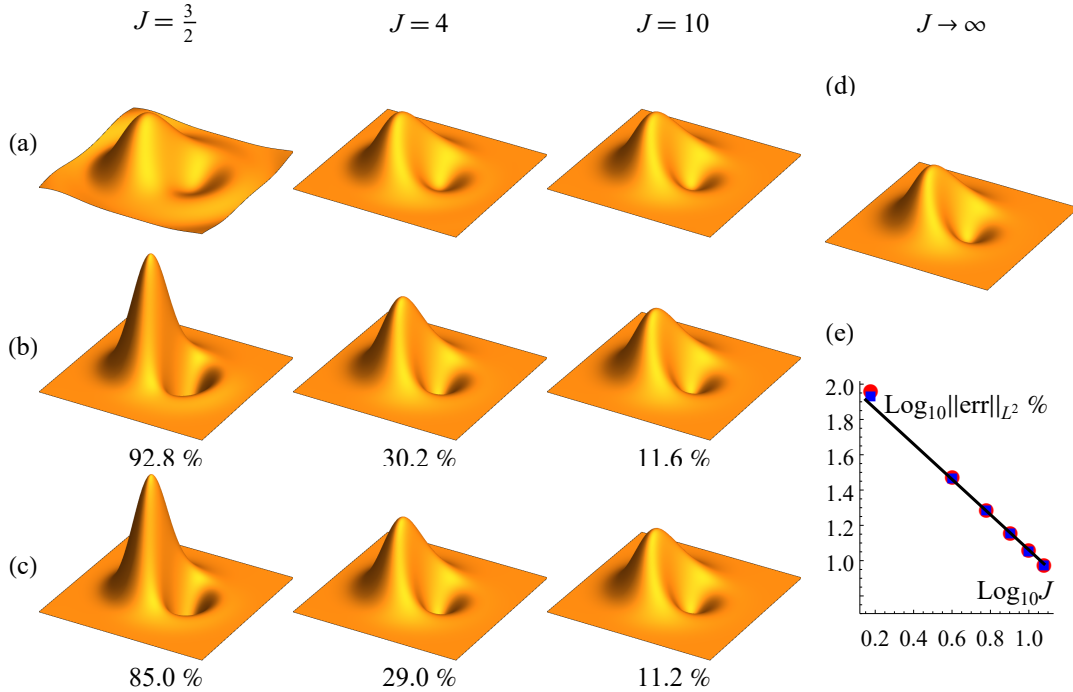 J = 3/2 J = 4 J = 10 J → ∞
(d)
(a)
(b)
92.8 % 30.2 % 11.6 %
(e)
2.0
Log₁₀||err||_{L²} %
1.8
1.6
1.4
1.2
1.0
Log₁₀J
0.2 0.4 0.6 0.8 1.0
(c)
85.0 % 29.0 % 11.2 %